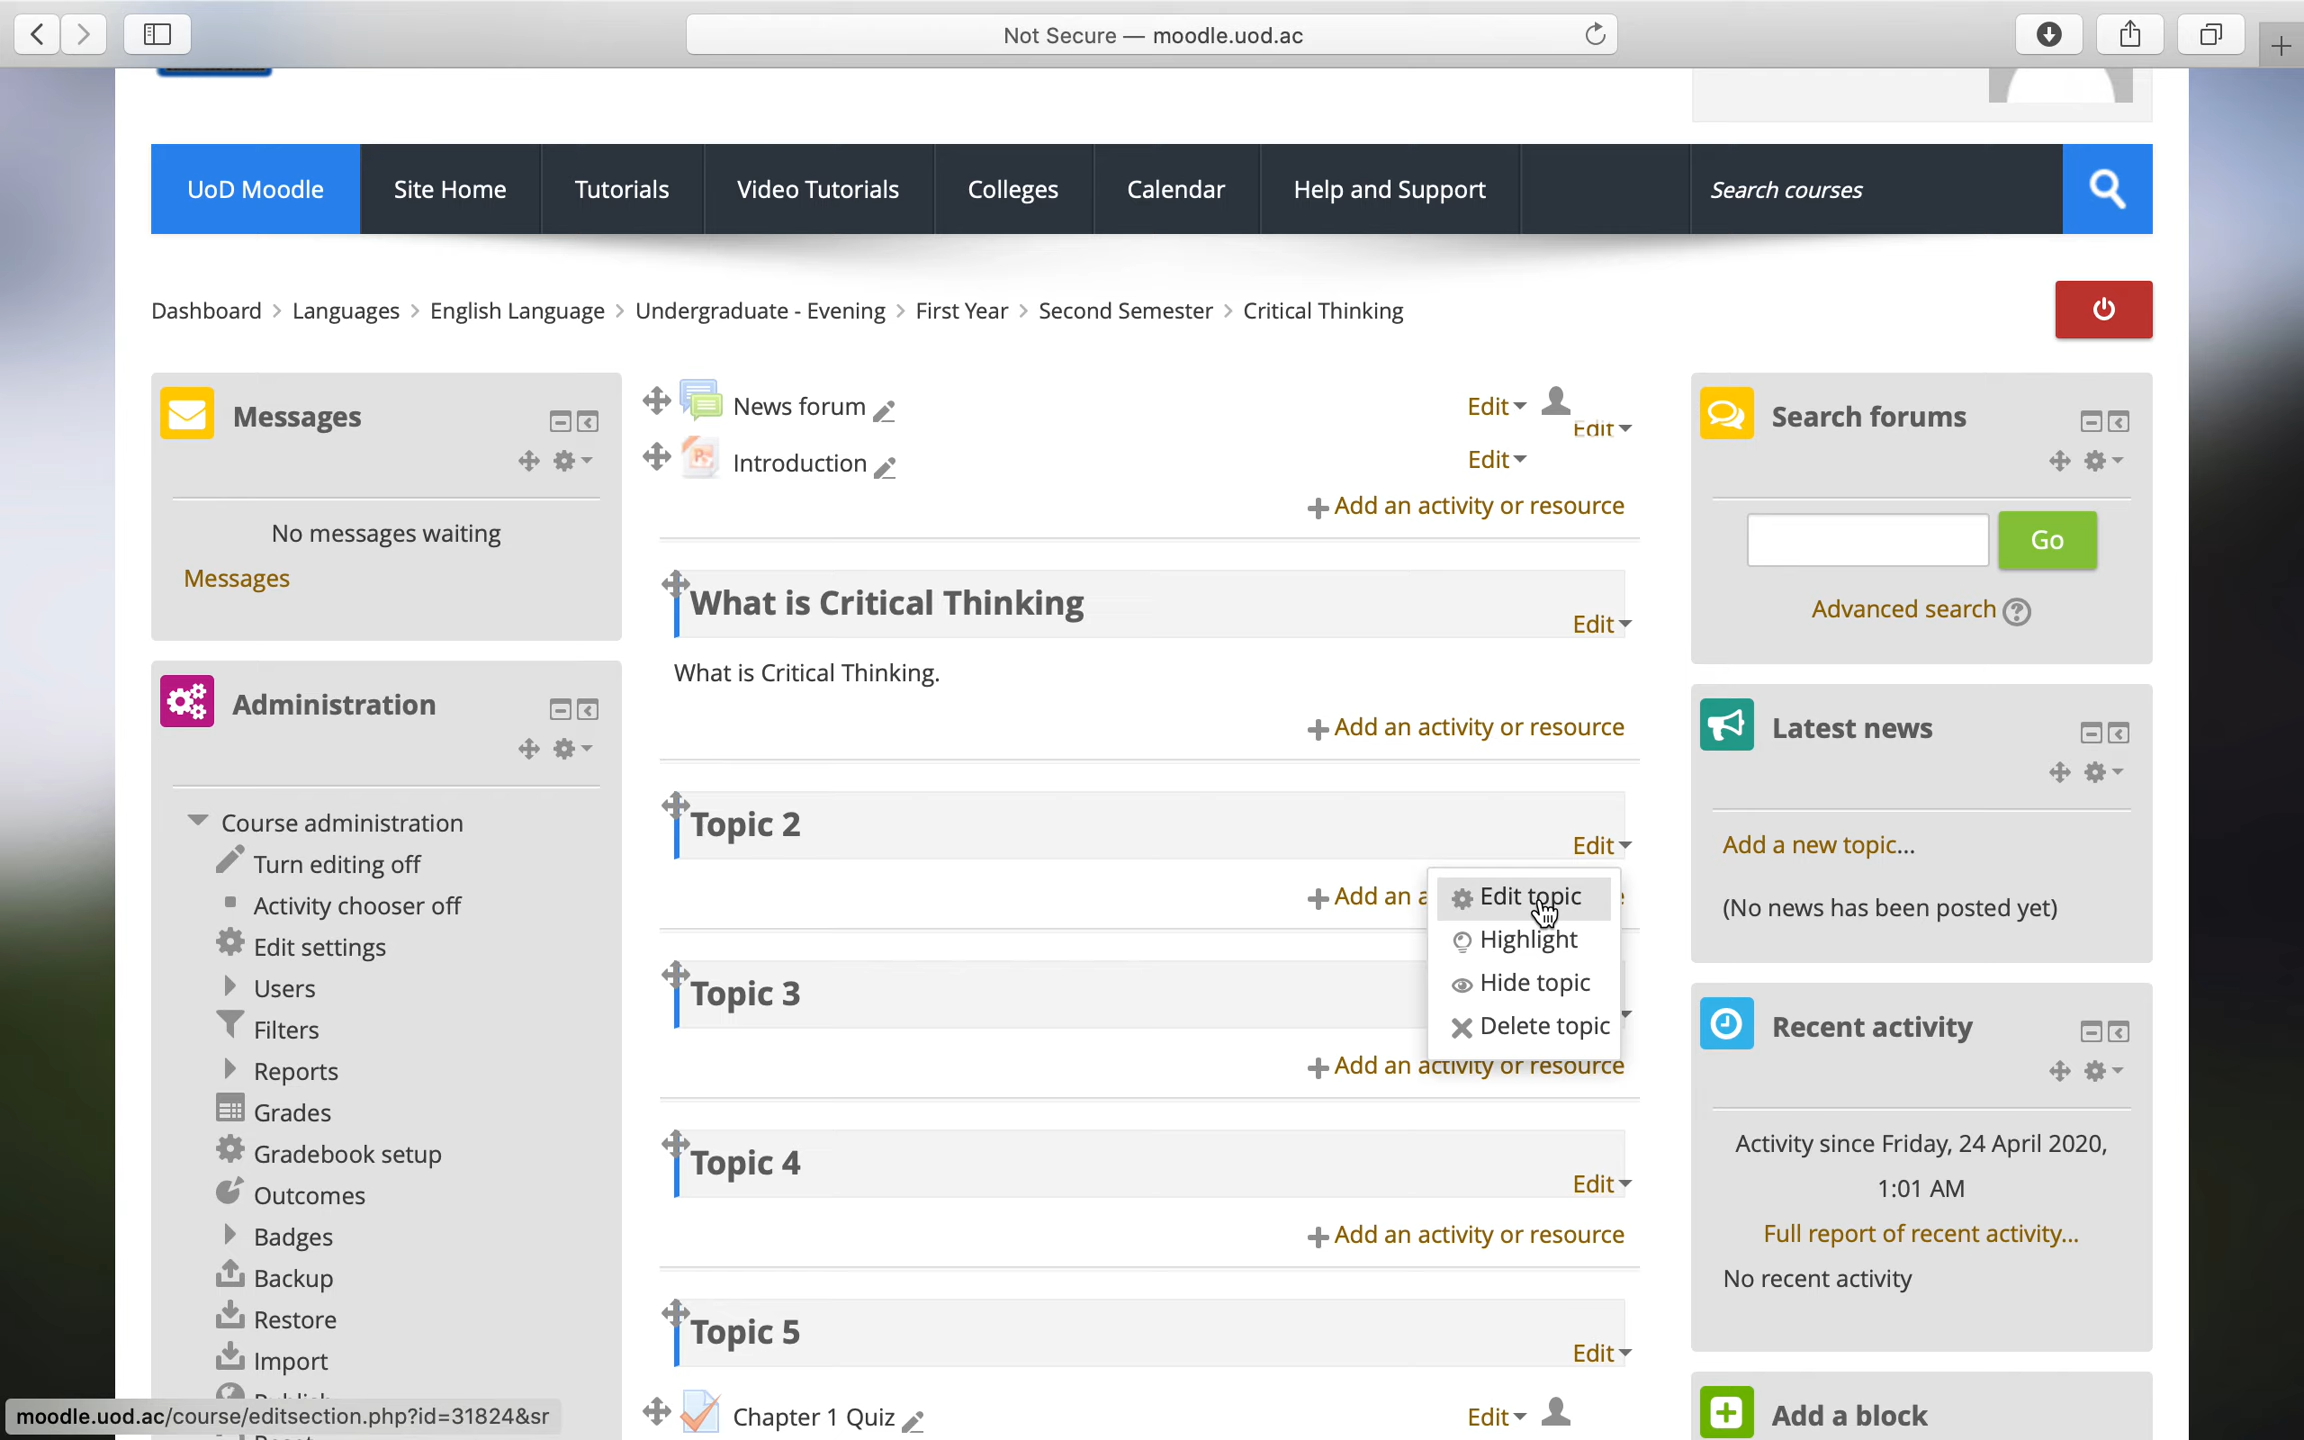 Not Secure — moodle.uod.ac
UoD Moodle
Site Home
Tutorials
Video Tutorials
Colleges
Calendar
Help and Support
Search courses
Dashboard > Languages > English Language > Undergraduate - Evening > First Year > Second Semester > Critical Thinking
Messages
No messages waiting
Messages
Administration
Course administration
Turn editing off
Activity chooser off
Edit settings
Users
Filters
Reports
Grades
Gradebook setup
Outcomes
Badges
Backup
Restore
Import
moodle.uod.ac/course/editsection.php?id=31824&sr
News forum
Edit
Edit
Introduction
Edit
Add an activity or resource
What is Critical Thinking
Edit
What is Critical Thinking.
Add an activity or resource
Topic 2
Edit
Add an a
Edit topic
Highlight
Hide topic
Delete topic
Topic 3
Add an activity or resource
Topic 4
Edit
Add an activity or resource
Topic 5
Edit
Chapter 1 Quiz
Edit
Search forums
Go
Advanced search
Latest news
Add a new topic...
(No news has been posted yet)
Recent activity
Activity since Friday, 24 April 2020,
1:01 AM
Full report of recent activity...
No recent activity
Add a block